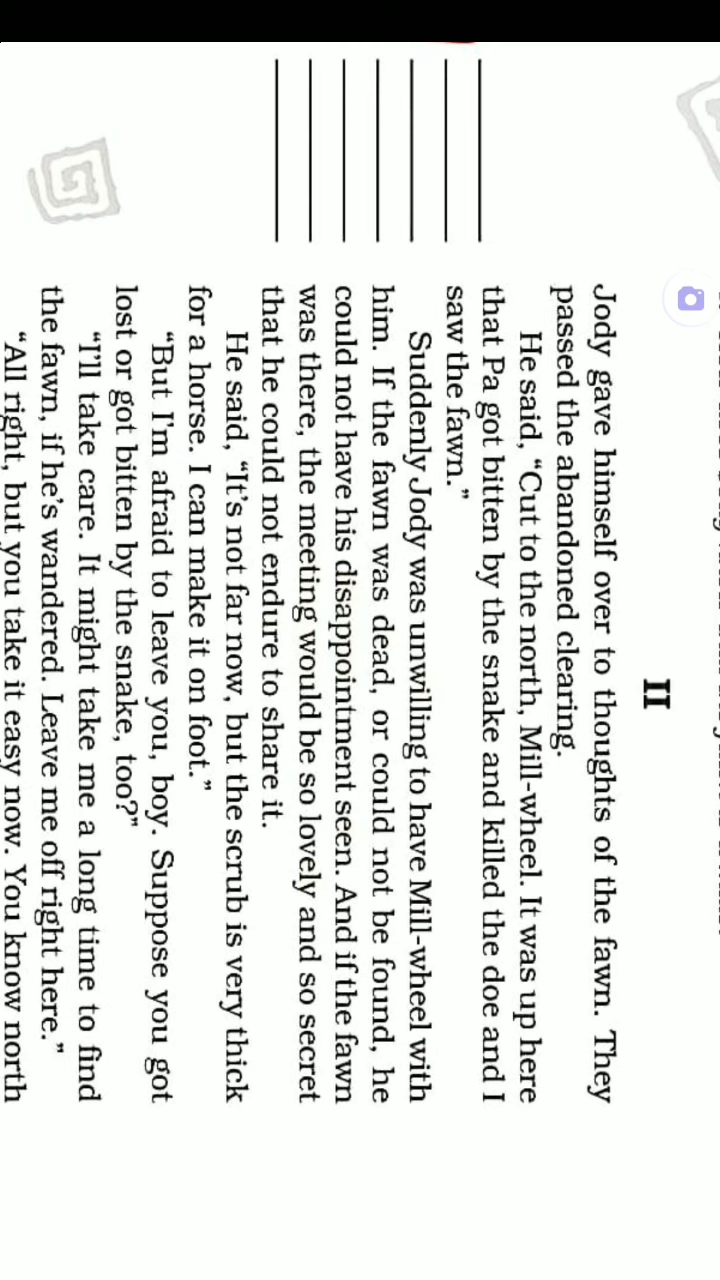 II
Jody gave himself over to thoughts of the fawn. They
passed the abandoned clearing.
He said, “Cut to the north, Mill-wheel. It was up here
that Pa got bitten by the snake and killed the doe and I
saw the fawn.”
Suddenly Jody was unwilling to have Mill-wheel with
him. If the fawn was dead, or could not be found, he
could not have his disappointment seen. And if the fawn
was there, the meeting would be so lovely and so secret
that he could not endure to share it.
He said, “It’s not far now, but the scrub is very thick
for a horse. I can make it on foot.”
“But I’m afraid to leave you, boy. Suppose you got
lost or got bitten by the snake, too?”
“I’ll take care. It might take me a long time to find
the fawn, if he’s wandered. Leave me off right here.”
“All right, but you take it easy now. You know north